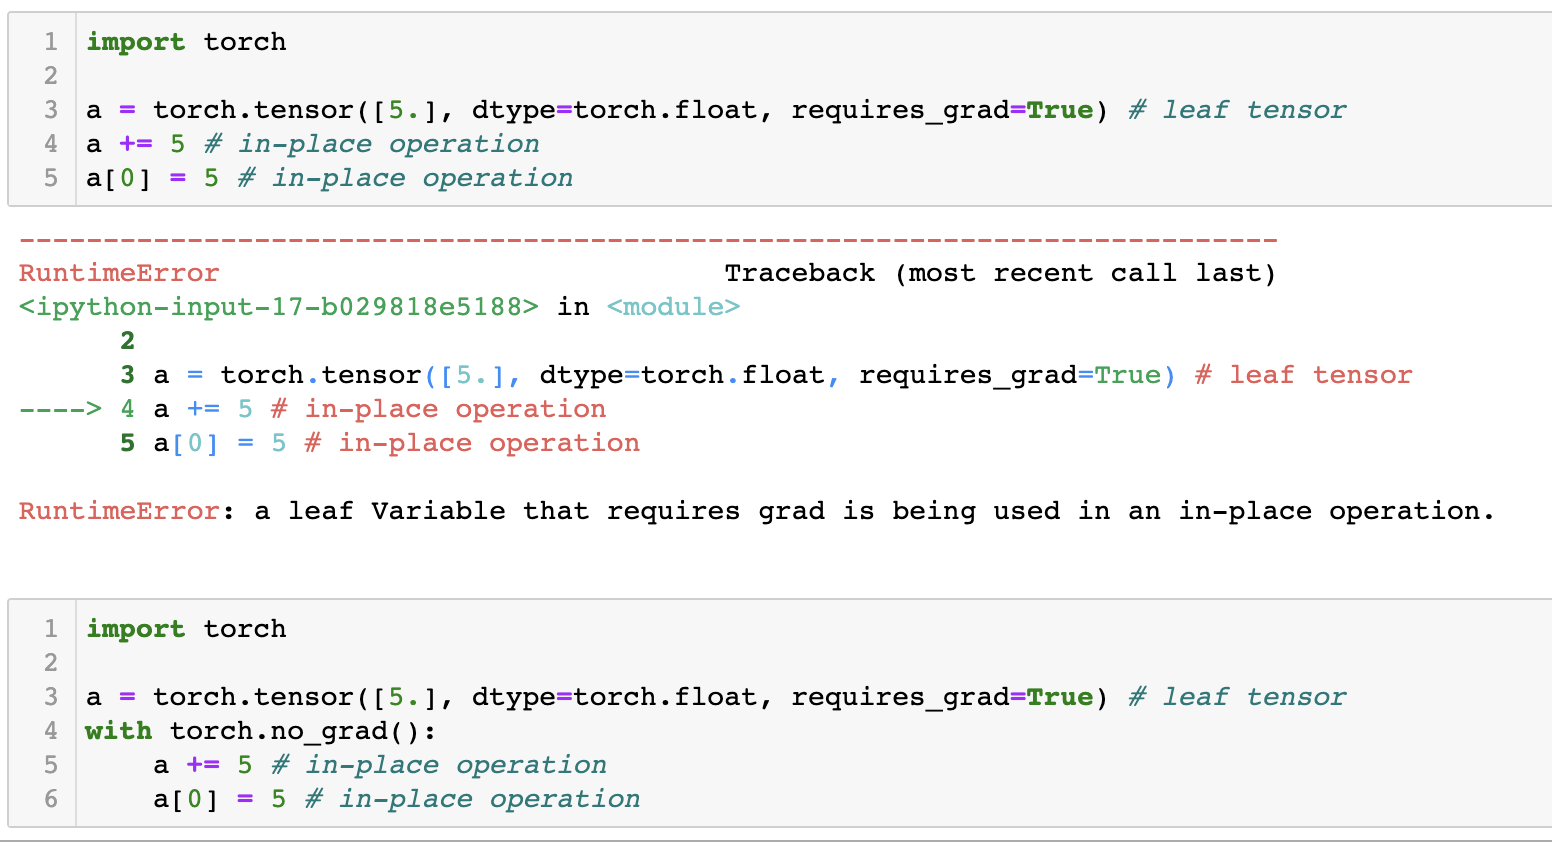 1 import torch
2
3 a = torch.tensor([5.], dtype=torch.float, requires_grad=True) # leaf tensor
4 a += 5 # in-place operation
5 a[0] = 5 # in-place operation
---------------------------------------------------------------------------
RuntimeError                              Traceback (most recent call last)
<ipython-input-17-b029818e5188> in <module>
      2
      3 a = torch.tensor([5.], dtype=torch.float, requires_grad=True) # leaf tensor
----> 4 a += 5 # in-place operation
      5 a[0] = 5 # in-place operation
RuntimeError: a leaf Variable that requires grad is being used in an in-place operation.
1 import torch
2
3 a = torch.tensor([5.], dtype=torch.float, requires_grad=True) # leaf tensor
4 with torch.no_grad():
5     a += 5 # in-place operation
6     a[0] = 5 # in-place operation